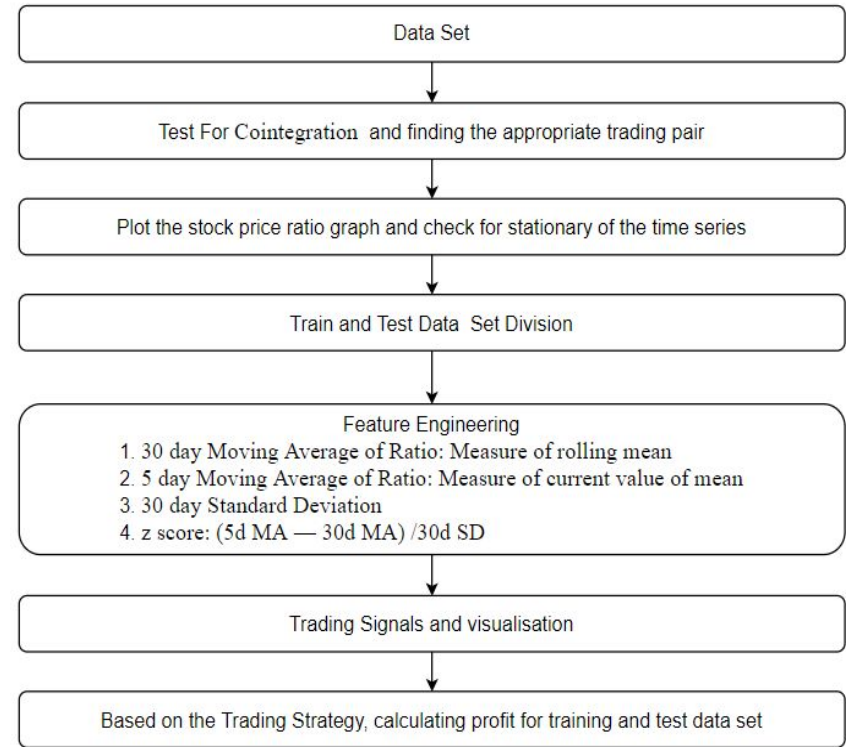 Data Set
Test For Cointegration and finding the appropriate trading pair
Plot the stock price ratio graph and check for stationary of the time series
Train and Test Data Set Division
Feature Engineering
1. 30 day Moving Average of Ratio: Measure of rolling mean
2. 5 day Moving Average of Ratio: Measure of current value of mean
3. 30 day Standard Deviation
4. z score: (5d MA — 30d MA) /30d SD
Trading Signals and visualisation
Based on the Trading Strategy, calculating profit for training and test data set